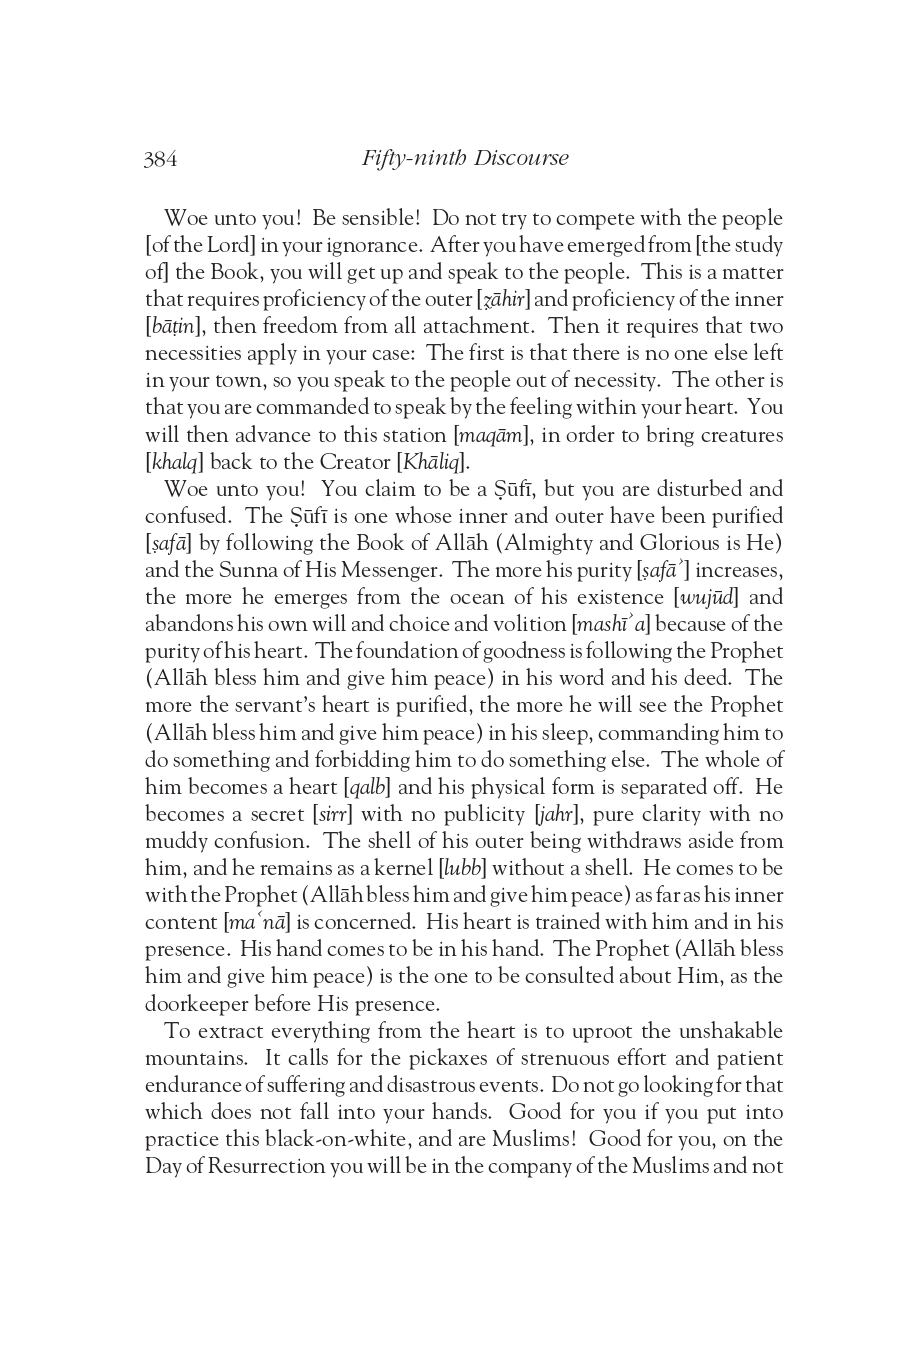 384
Fifty-ninth Discourse
Woe unto you! Be sensible! Do not try to compete with the people
[of the Lord] in your ignorance. After you have emerged from [the study
of] the Book, you will get up and speak to the people. This is a matter
that requires proficiency of the outer [ẓāhir] and proficiency of the inner
[bāṭin], then freedom from all attachment. Then it requires that two
necessities apply in your case: The first is that there is no one else left
in your town, so you speak to the people out of necessity. The other is
that you are commanded to speak by the feeling within your heart. You
will then advance to this station [maqām], in order to bring creatures
[khalq] back to the Creator [Khāliq].
Woe unto you! You claim to be a Ṣūfī, but you are disturbed and
confused. The Ṣūfī is one whose inner and outer have been purified
[ṣafā] by following the Book of Allāh (Almighty and Glorious is He)
and the Sunna of His Messenger. The more his purity [ṣafāʾ] increases,
the more he emerges from the ocean of his existence [wujūd] and
abandons his own will and choice and volition [mashīʾa] because of the
purity of his heart. The foundation of goodness is following the Prophet
(Allāh bless him and give him peace) in his word and his deed. The
more the servant's heart is purified, the more he will see the Prophet
(Allāh bless him and give him peace) in his sleep, commanding him to
do something and forbidding him to do something else. The whole of
him becomes a heart [qalb] and his physical form is separated off. He
becomes a secret [sirr] with no publicity [jahr], pure clarity with no
muddy confusion. The shell of his outer being withdraws aside from
him, and he remains as a kernel [lubb] without a shell. He comes to be
with the Prophet (Allāh bless him and give him peace) as far as his inner
content [maʿnā] is concerned. His heart is trained with him and in his
presence. His hand comes to be in his hand. The Prophet (Allāh bless
him and give him peace) is the one to be consulted about Him, as the
doorkeeper before His presence.
To extract everything from the heart is to uproot the unshakable
mountains. It calls for the pickaxes of strenuous effort and patient
endurance of suffering and disastrous events. Do not go looking for that
which does not fall into your hands. Good for you if you put into
practice this black-on-white, and are Muslims! Good for you, on the
Day of Resurrection you will be in the company of the Muslims and not